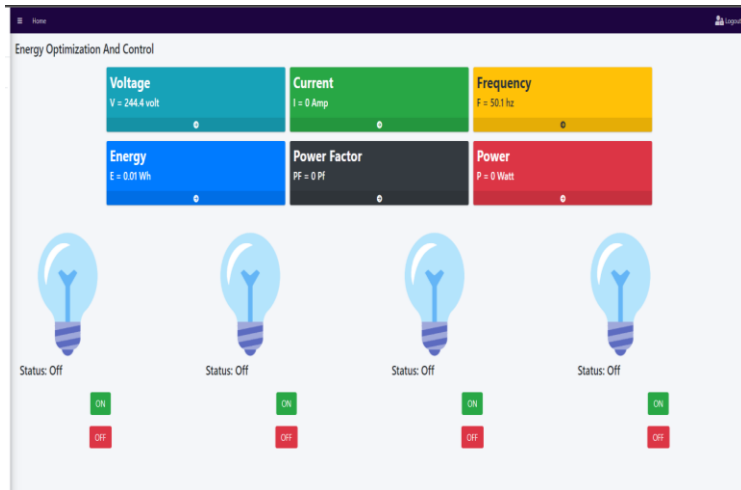 Home
Logout
Energy Optimization And Control
Voltage
V = 244.4 volt
Current
I = 0 Amp
Frequency
F = 50.1 hz
Energy
E = 0.01 Wh
Power Factor
PF = 0 Pf
Power
P = 0 Watt
Status: Off
Status: Off
Status: Off
Status: Off
ON
ON
ON
ON
OFF
OFF
OFF
OFF